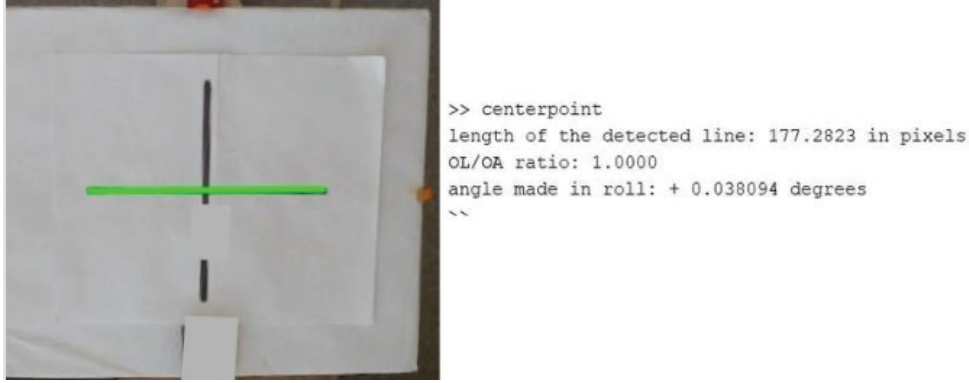 >> centerpoint
length of the detected line: 177.2823 in pixels
OL/OA ratio: 1.0000
angle made in roll: + 0.038094 degrees